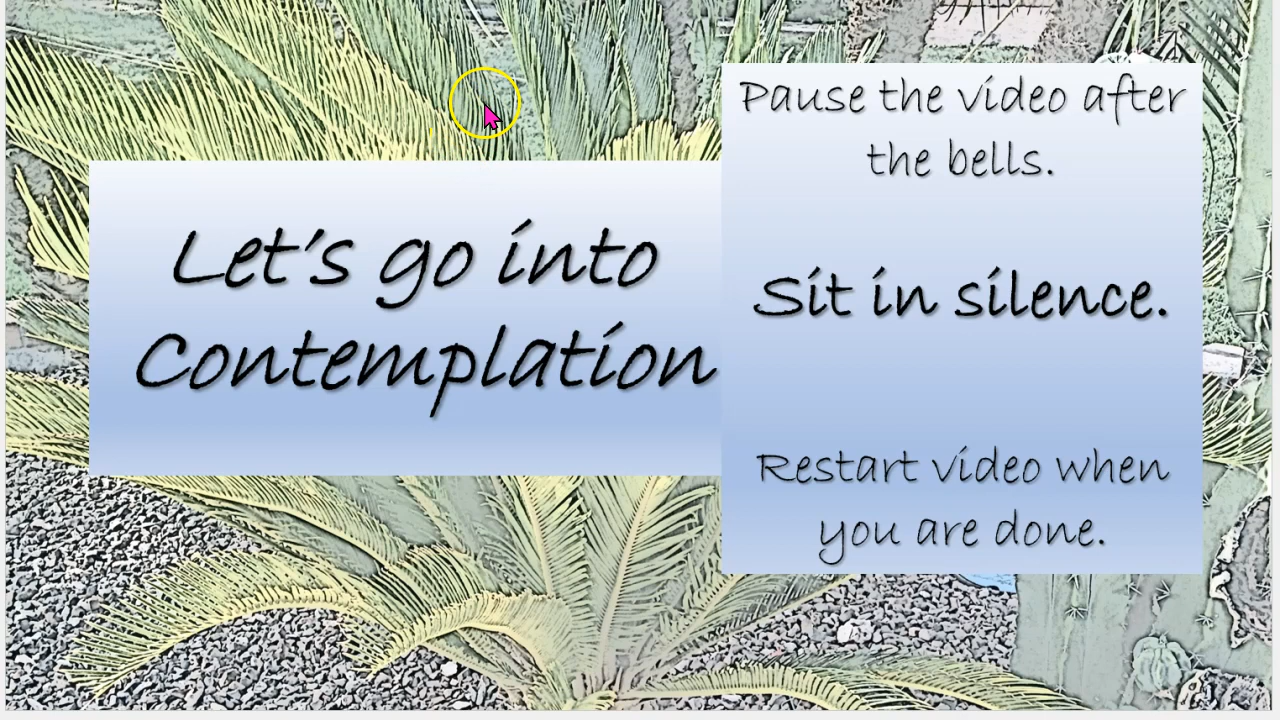 Let's go into
Contemplation
Pause the video after
the bells.
Sit in silence.
Restart video when
you are done.